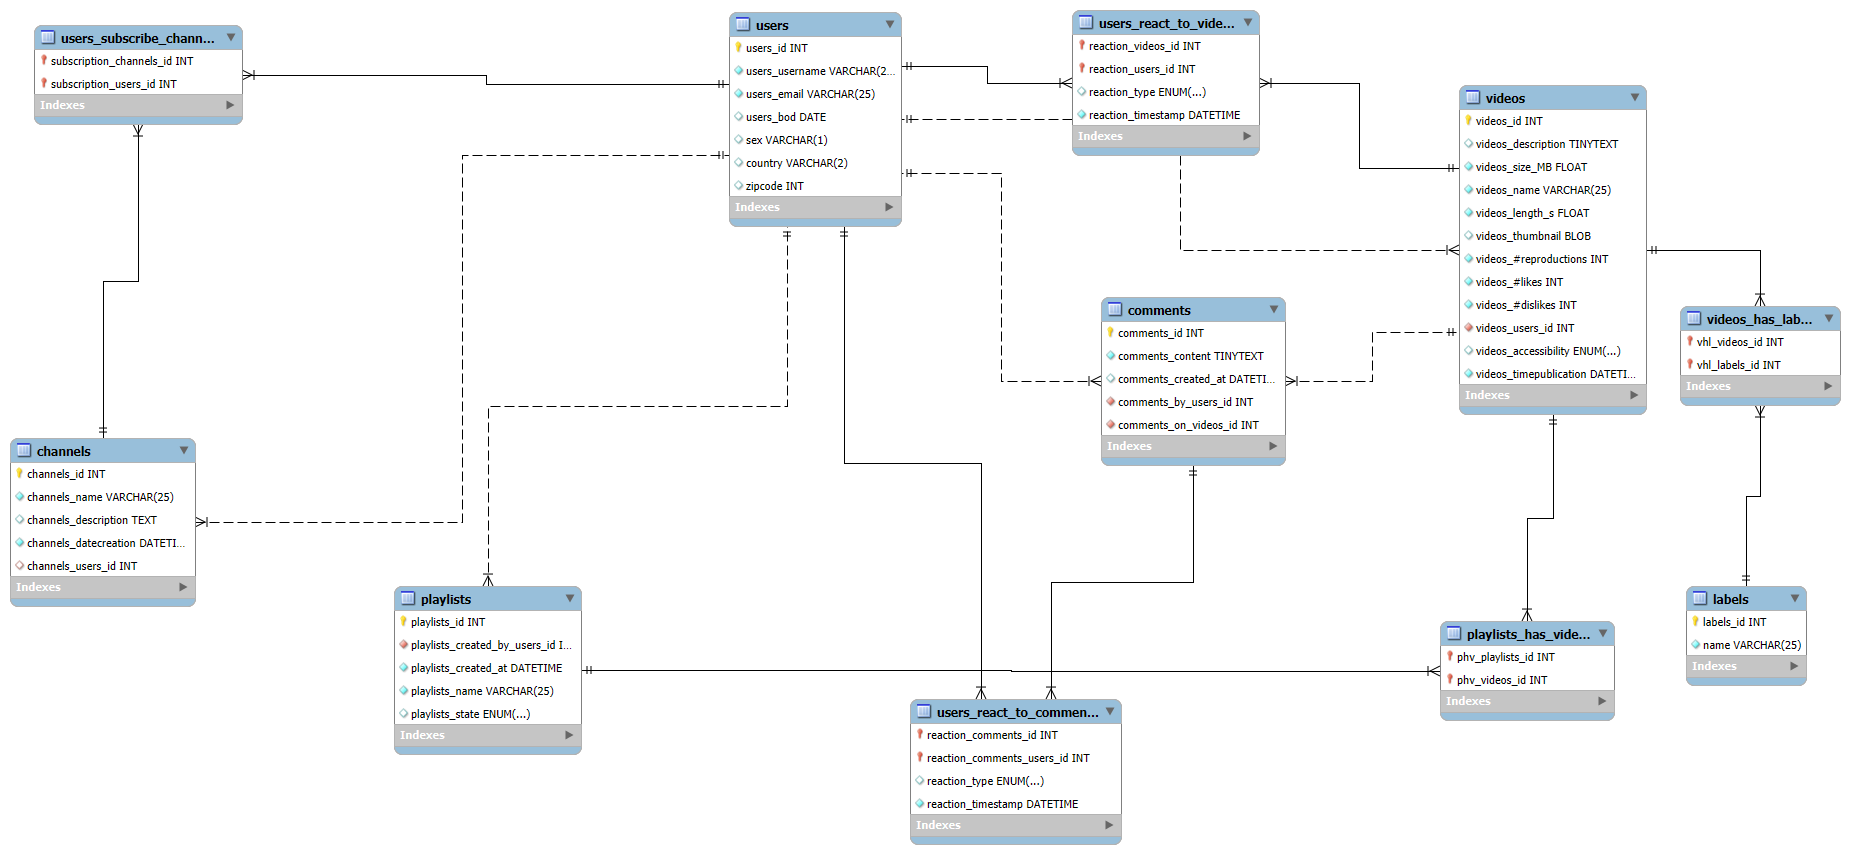 users_subscribe_chann...
subscription_channels_id INT
subscription_users_id INT
Indexes
users
users_id INT
users_username VARCHAR(2...
users_email VARCHAR(25)
users_bod DATE
sex VARCHAR(1)
country VARCHAR(2)
zipcode INT
Indexes
users_react_to_vide...
reaction_videos_id INT
reaction_users_id INT
reaction_type ENUM(...)
reaction_timestamp DATETIME
Indexes
videos
videos_id INT
videos_description TINYTEXT
videos_size_MB FLOAT
videos_name VARCHAR(25)
videos_length_s FLOAT
videos_thumbnail BLOB
videos_#reproductions INT
videos_#likes INT
videos_#dislikes INT
videos_users_id INT
videos_accessibility ENUM(...)
videos_timepublication DATETI...
Indexes
comments
comments_id INT
comments_content TINYTEXT
comments_created_at DATETI...
comments_by_users_id INT
comments_on_videos_id INT
Indexes
videos_has_lab...
vhl_videos_id INT
vhl_labels_id INT
Indexes
channels
channels_id INT
channels_name VARCHAR(25)
channels_description TEXT
channels_datecreation DATETI...
channels_users_id INT
Indexes
playlists
playlists_id INT
playlists_created_by_users_id I...
playlists_created_at DATETIME
playlists_name VARCHAR(25)
playlists_state ENUM(...)
Indexes
labels
labels_id INT
name VARCHAR(25)
Indexes
playlists_has_vide...
phv_playlists_id INT
phv_videos_id INT
Indexes
users_react_to_commen...
reaction_comments_id INT
reaction_comments_users_id INT
reaction_type ENUM(...)
reaction_timestamp DATETIME
Indexes